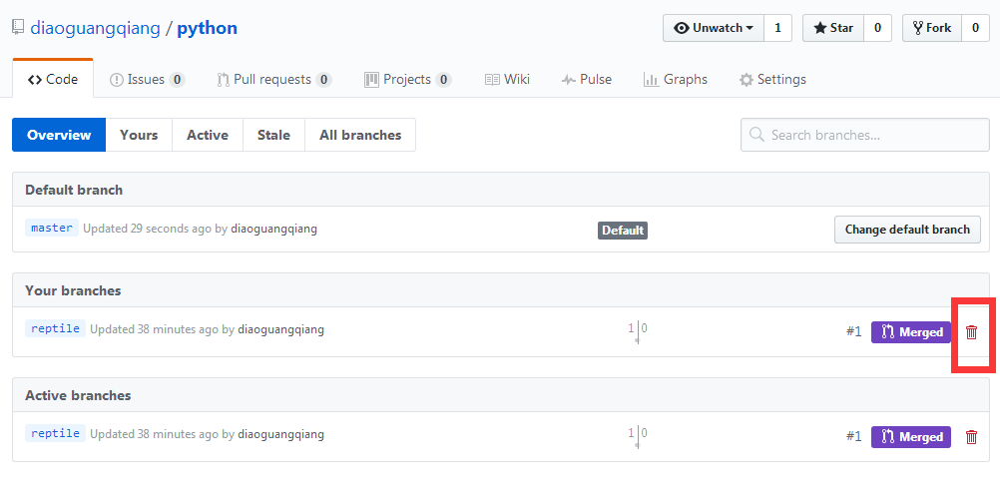 diaoguangqiang / python
Unwatch 1 Star 0 Fork 0
Code Issues 0 Pull requests 0 Projects 0 Wiki Pulse Graphs Settings
Overview Yours Active Stale All branches Search branches...
Default branch
master Updated 29 seconds ago by diaoguangqiang Default Change default branch
Your branches
reptile Updated 38 minutes ago by diaoguangqiang 1 0 #1 Merged
Active branches
reptile Updated 38 minutes ago by diaoguangqiang 1 0 #1 Merged